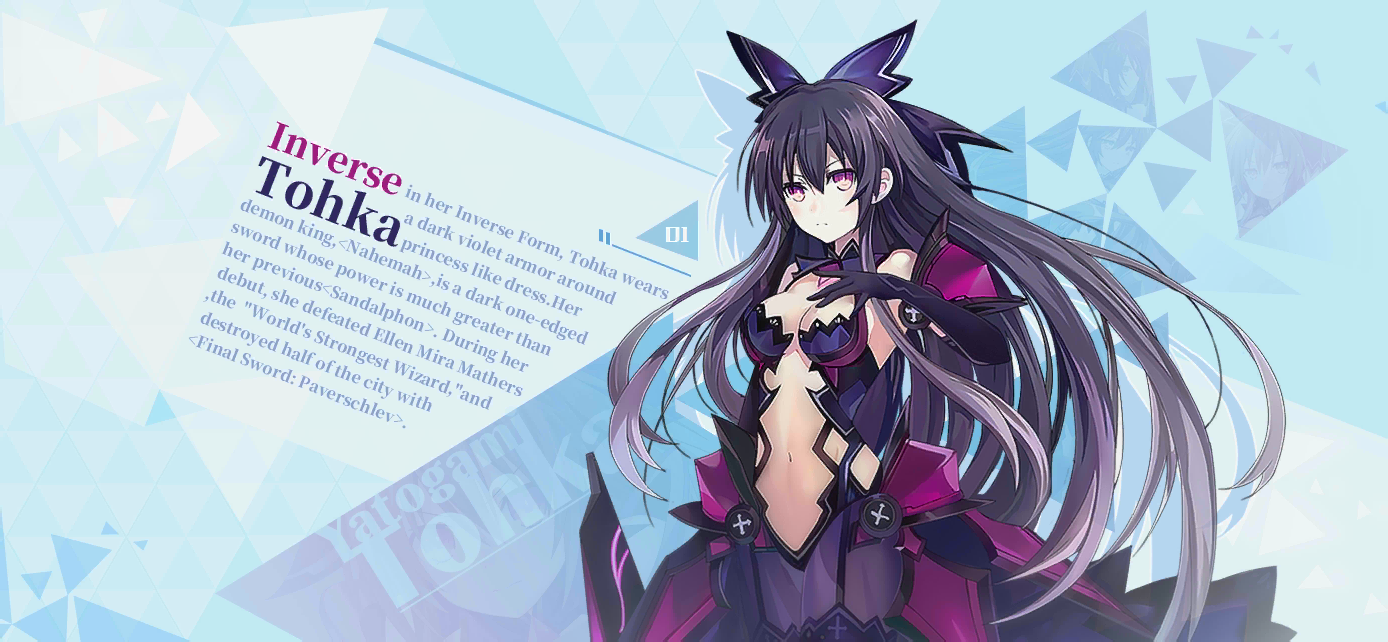 Inverse
Tohka
in her Inverse Form, Tohka wears
a dark violet armor around
princess like dress.Her
demon king,<Nahemah>,is a dark one-edged
sword whose power is much greater than
her previous<Sandalphon>. During her
debut, she defeated Ellen Mira Mathers
,the "World's Strongest Wizard,"and
destroyed half of the city with
<Final Sword: Paverschlev>.
01
Yatogami
Tohka